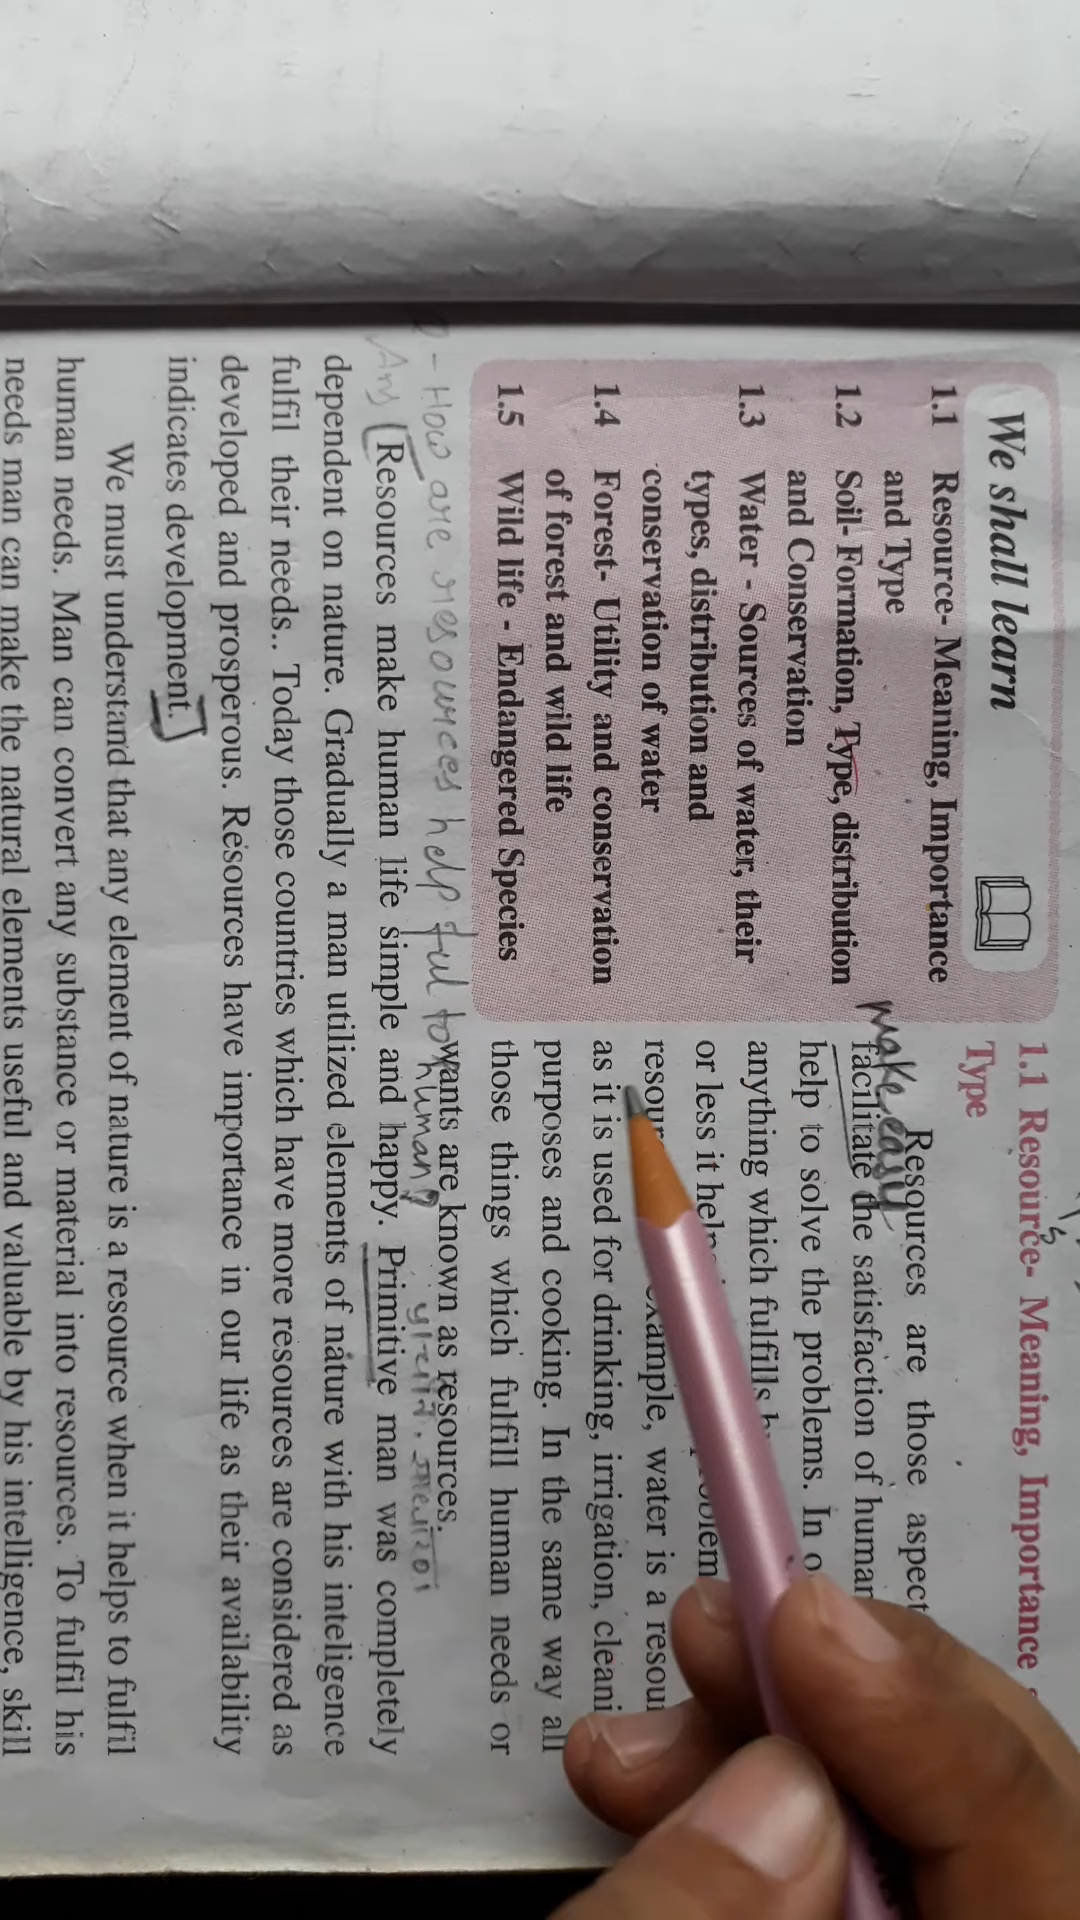 We shall learn
1.1 Resource- Meaning, Importance
and Type
1.2 Soil- Formation, Type, distribution
and Conservation
1.3 Water - Sources of water, their
types, distribution and
conservation of water
1.4 Forest- Utility and conservation
of forest and wild life
1.5 Wild life - Endangered Species
1.1 Resource- Meaning, Importance
Type
Resources are those
make easy
facilitate the satisfaction of human
help to solve the problems. In
anything which fulfills
or less it
water is a
as it is used for drinking, irrigation,
purposes and cooking. In the same way all
those things which fulfill human needs or
wants are known as resources.
- How are resources helpful to human?
Ans
Resources make human life simple and happy. Primitive man was completely
dependent on nature. Gradually a man utilized elements of nature with his inteligence
fulfil their needs.. Today those countries which have more resources are considered as
developed and prosperous. Resources have importance in our life as their availability
indicates development.
We must understand that any element of nature is a resource when it helps to fulfil
human needs. Man can convert any substance or material into resources. To fulfil his
needs man can make the natural elements useful and valuable by his intelligence, skill